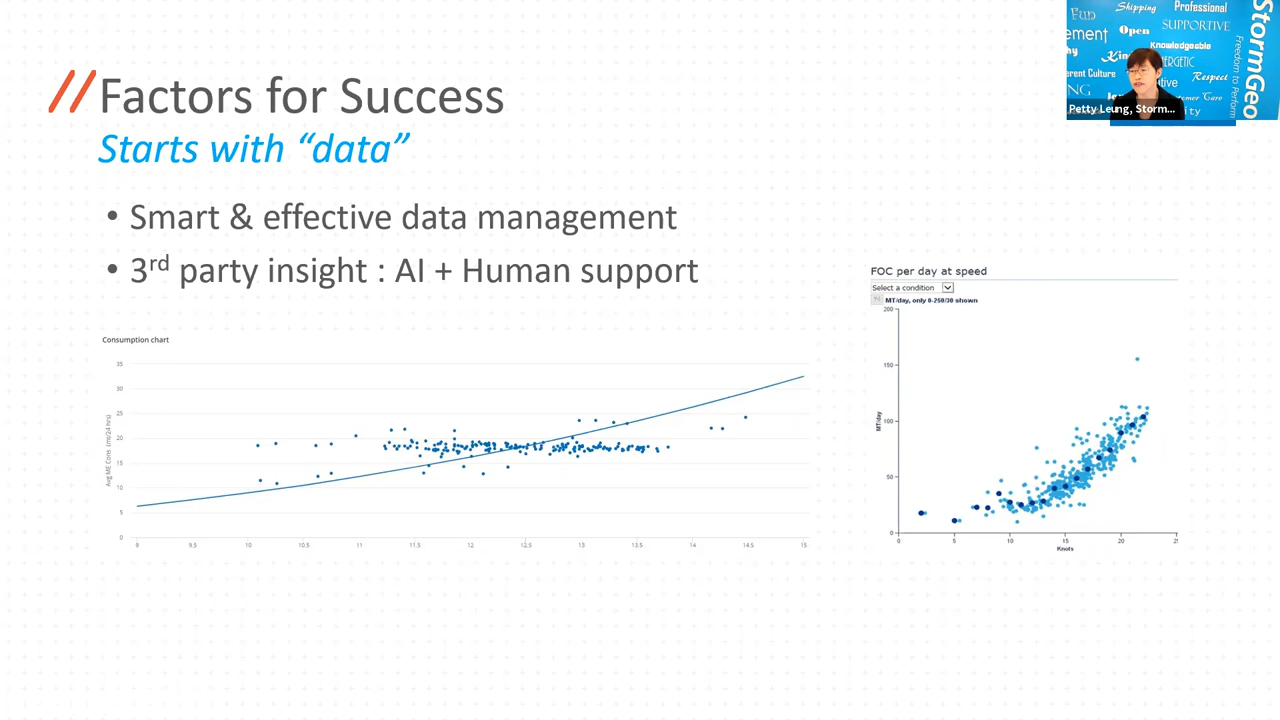 Factors for Success
Starts with “data”
• Smart & effective data management
• 3rd party insight : AI + Human support
Consumption chart
Avg ME Cons (mt/24 hrs)
35
30
25
20
15
10
5
0
9
9.5
10
10.5
11
11.5
12
12.5
13
13.5
14
14.5
15
FOC per day at speed
Select a condition
MT/day, only 0-250/30 shown
MT/day
200
150
100
50
0
0
5
10
15
20
Knots
Fun
Shipping
Professional
SUPPORTIVE
ement
Open
Knowledgeable
Respect
erent Culture
StormGeo
Freedom to Perform
Petty Leung, Storm...